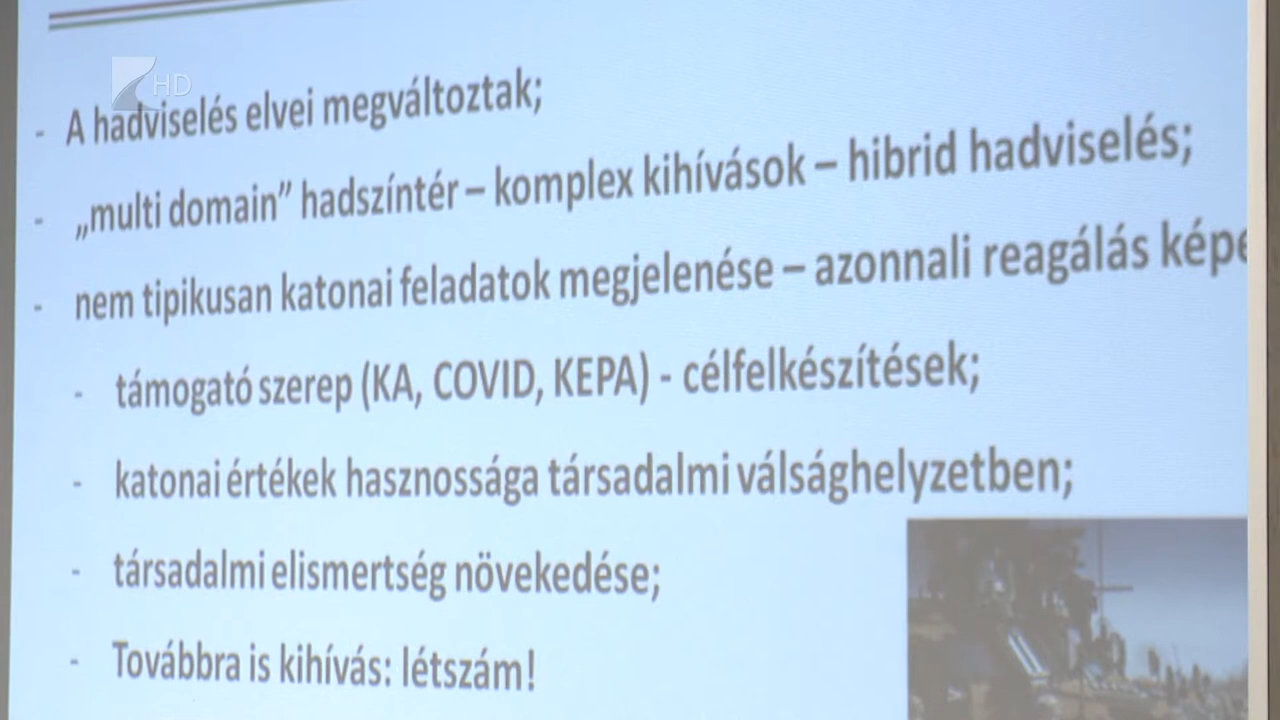 HD
- A hadviselés elvei megváltoztak;
- „multi domain” hadszíntér – komplex kihívások – hibrid hadviselés;
- nem tipikusan katonai feladatok megjelenése – azonnali reagálás
- támogató szerep (KA, COVID, KEPA) - célfelkészítések;
- katonai értékek hasznossága társadalmi válsághelyzetben;
- társadalmi elismertség növekedése;
- Továbbra is kihívás: létszám!